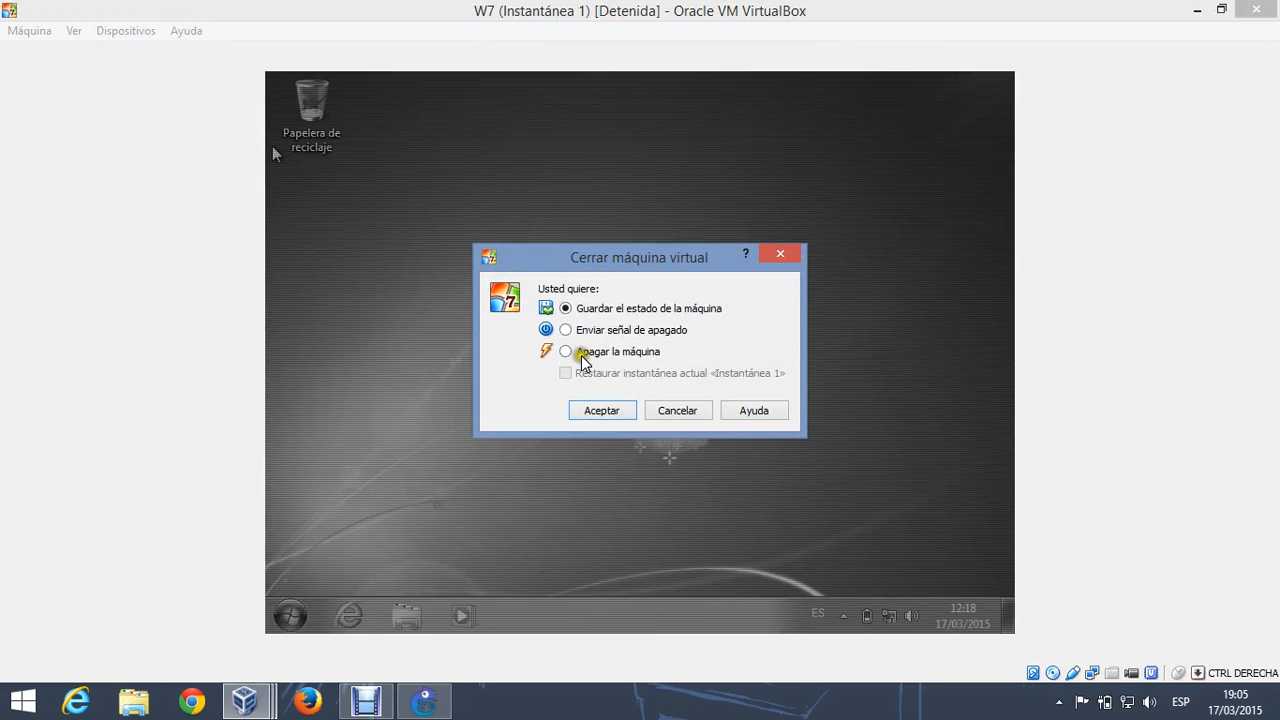 W7 (Instantánea 1) [Detenida] - Oracle VM VirtualBox
Máquina Ver Dispositivos Ayuda
Papelera de
reciclaje
Cerrar máquina virtual
?
Usted quiere:
Guardar el estado de la máquina
Enviar señal de apagado
Apagar la máquina
Restaurar instantánea actual «Instantánea 1»
Aceptar Cancelar Ayuda
ES
12:18
17/03/2015
CTRL DERECHA
ESP
19:05
17/03/2015